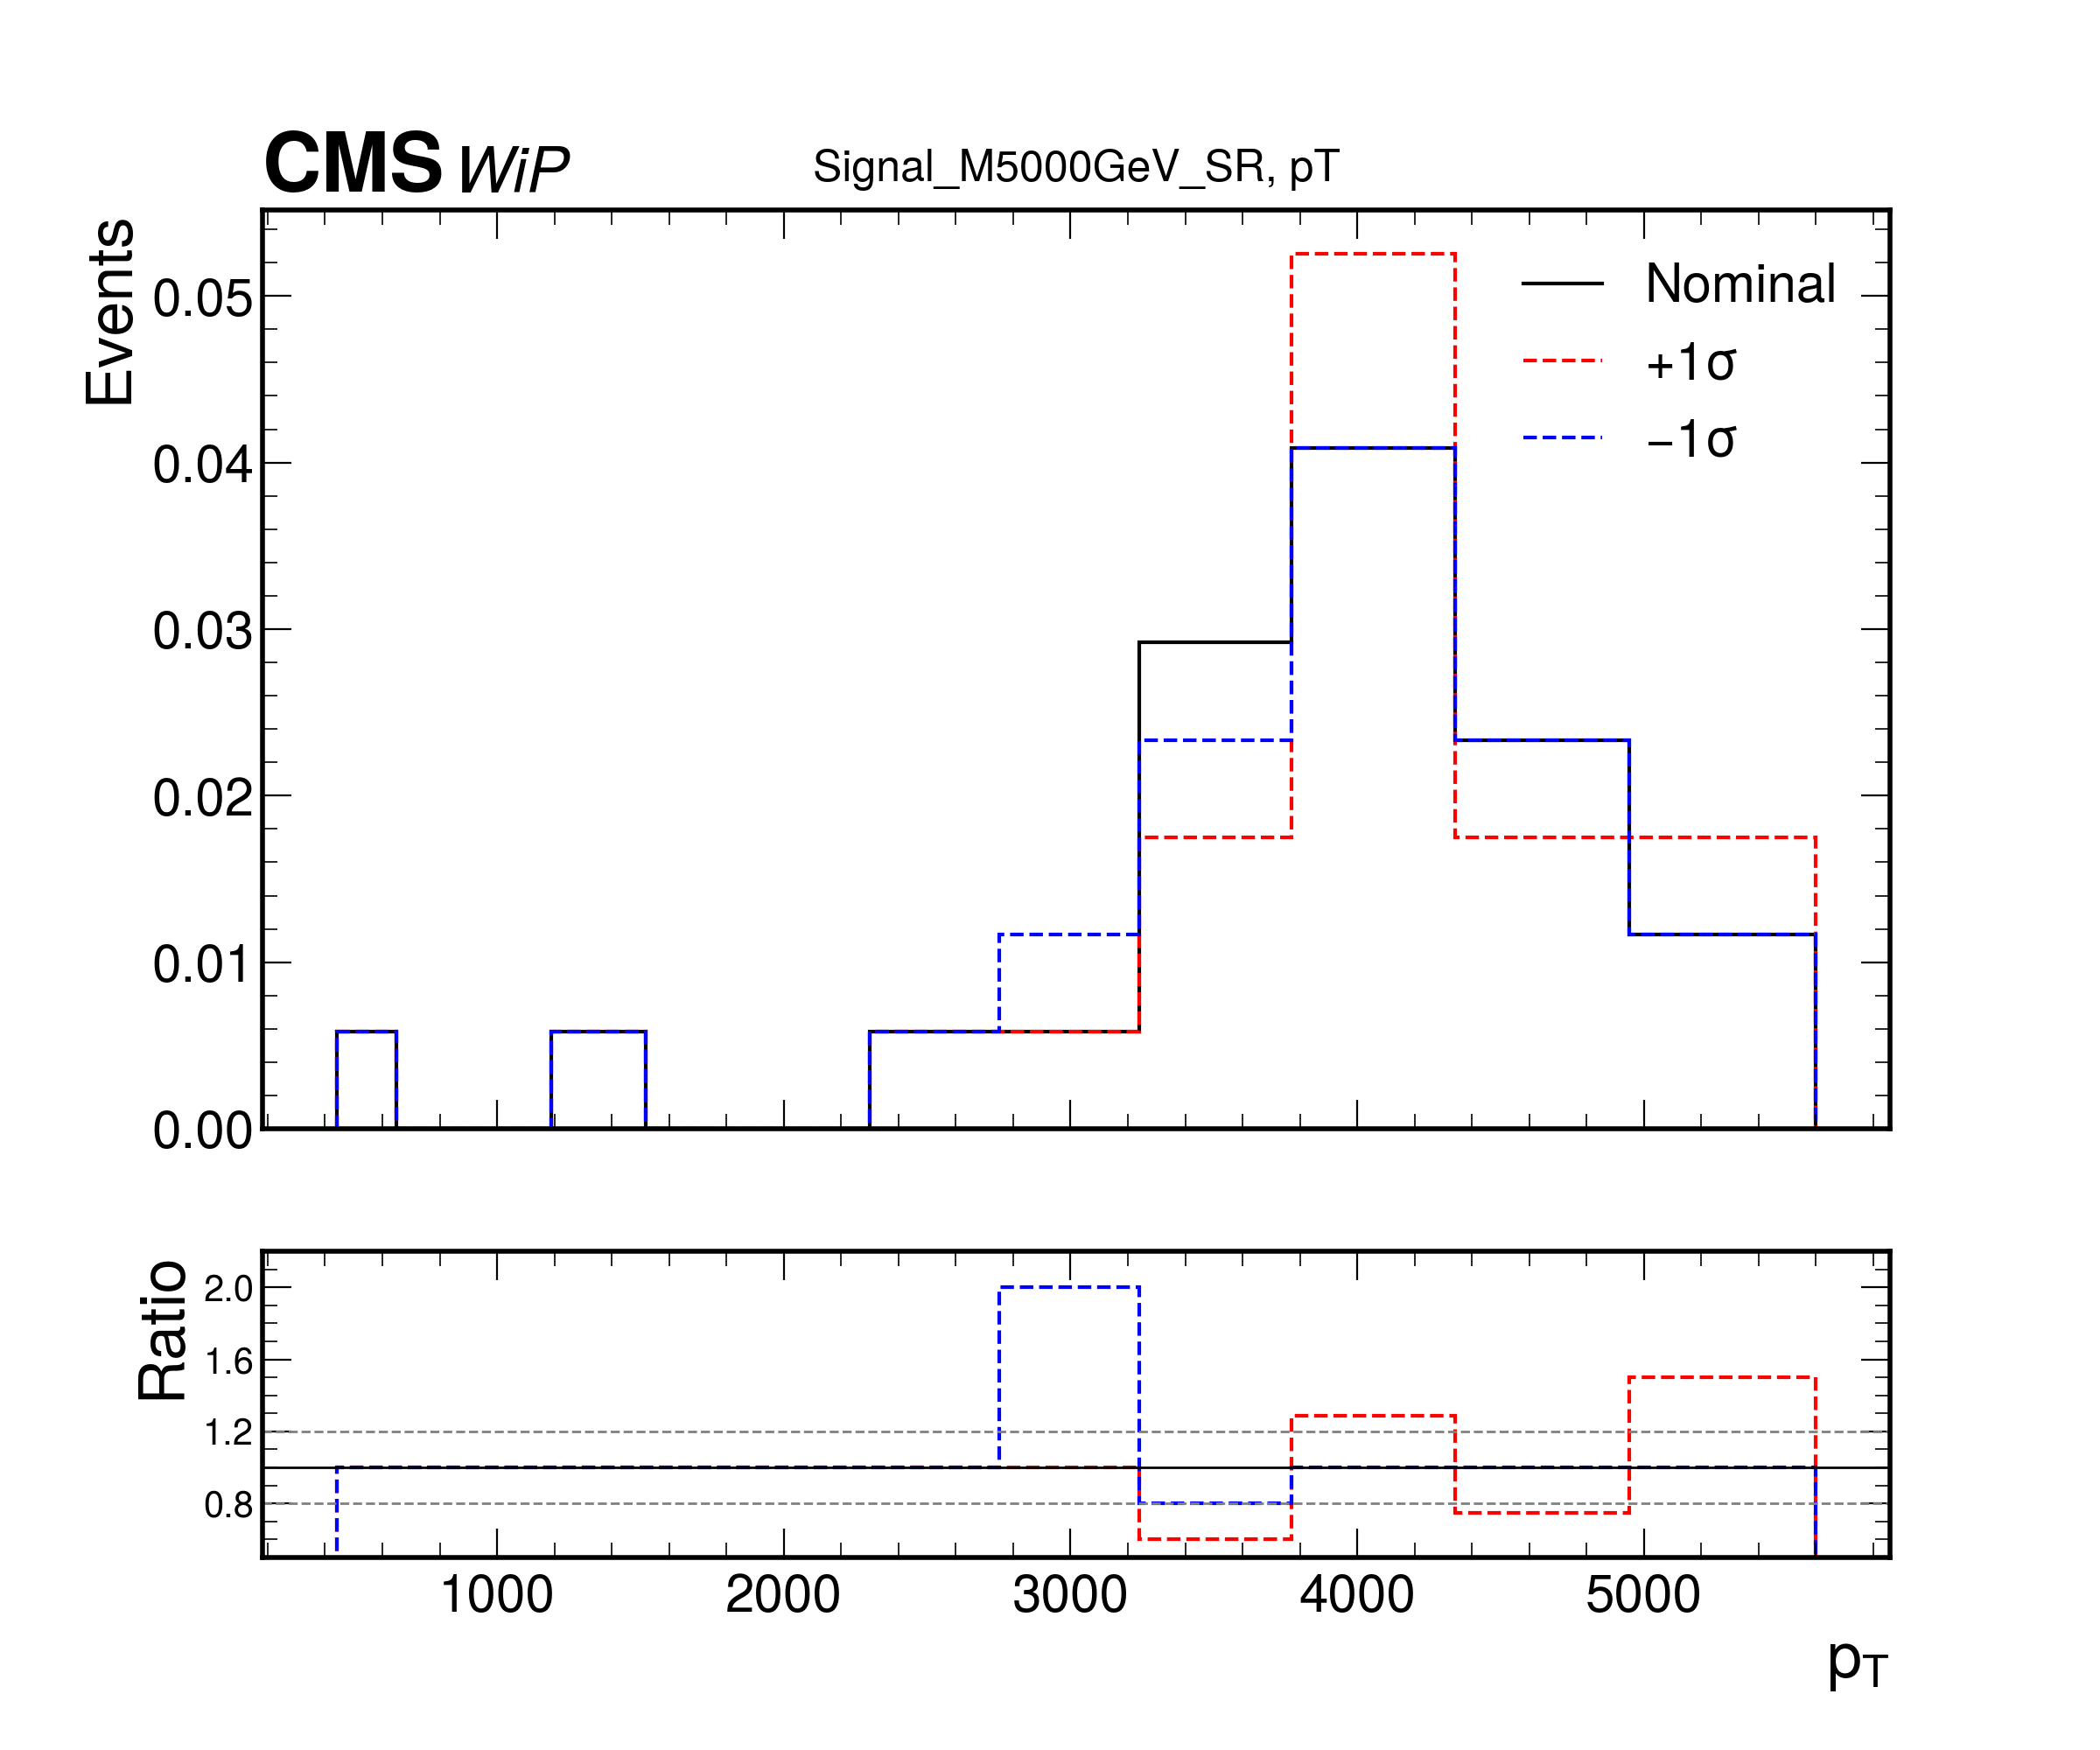 CMS WiP
Signal_M5000GeV_SR, pT
Events
0.05
0.04
0.03
0.02
0.01
0.00
Nominal
+1σ
−1σ
Ratio
2.0
1.6
1.2
0.8
1000 2000 3000 4000 5000
pT